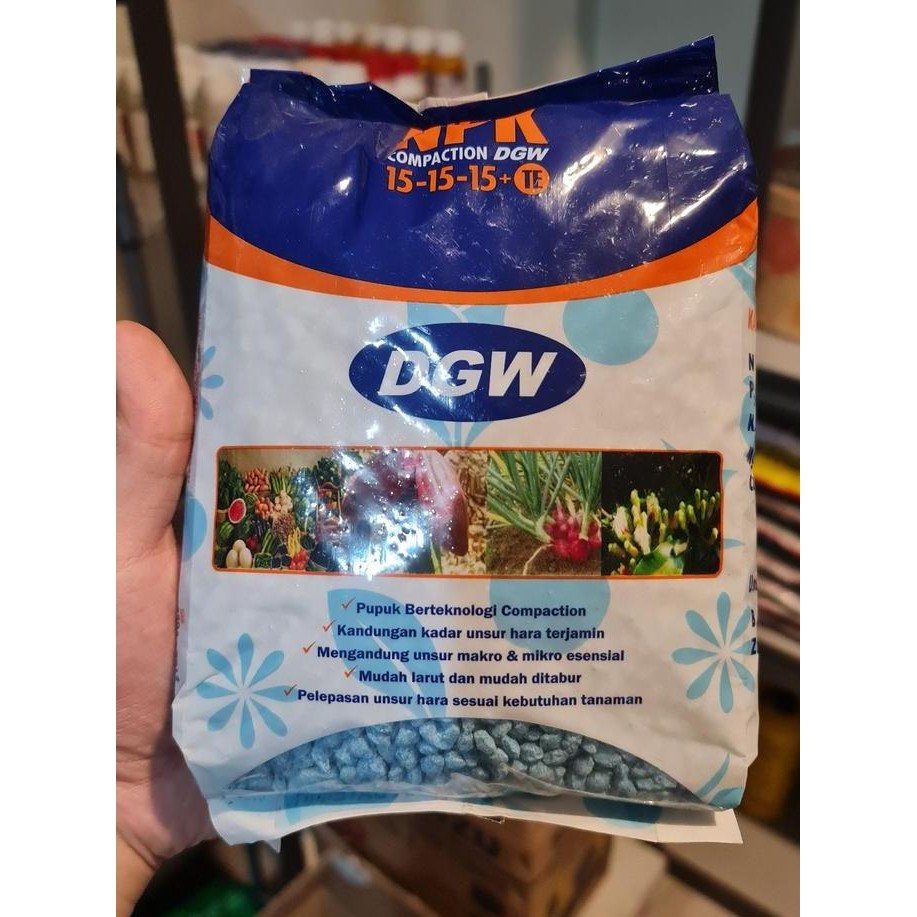 NPK
COMPACTION DGW
15-15-15+TE
DGW
✓ Pupuk Berteknologi Compaction
✓ Kandungan kadar unsur hara terjamin
✓ Mengandung unsur makro & mikro esensial
✓ Mudah larut dan mudah ditabur
✓ Pelepasan unsur hara sesuai kebutuhan tanaman